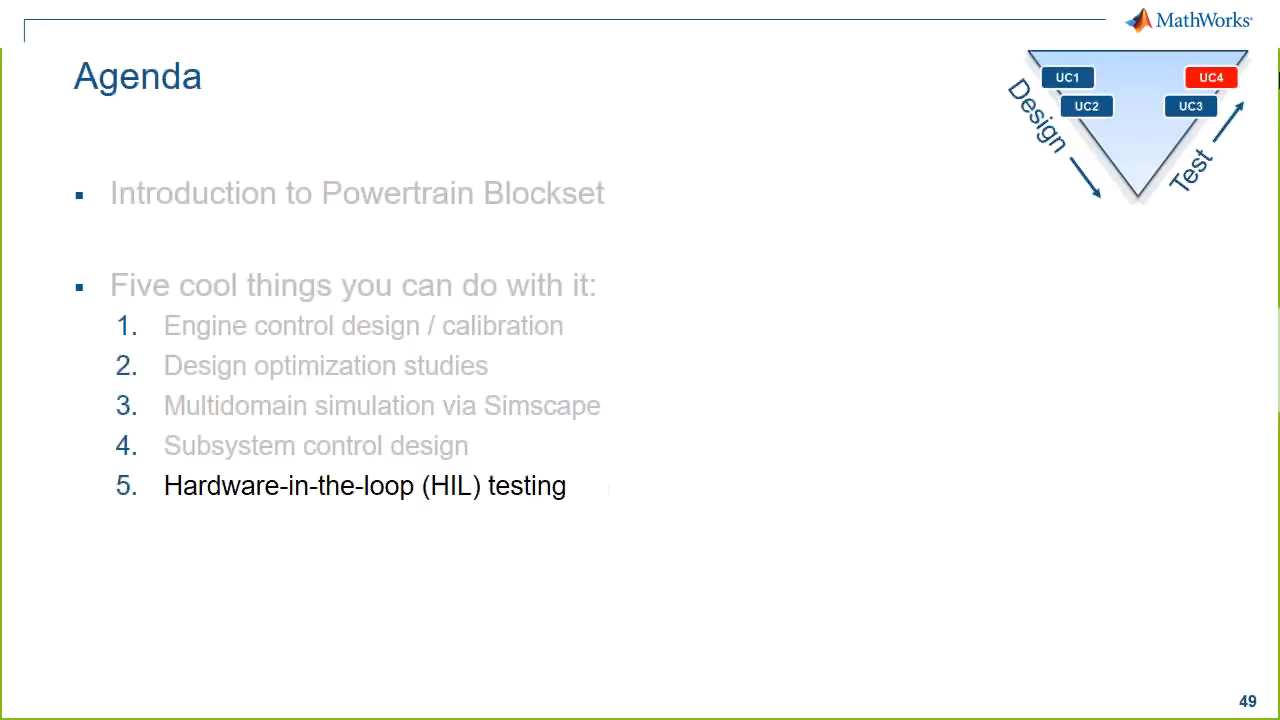 MathWorks®
Agenda
UC1
UC4
UC2
UC3
Design
Test
▪ Introduction to Powertrain Blockset
▪ Five cool things you can do with it:
1. Engine control design / calibration
2. Design optimization studies
3. Multidomain simulation via Simscape
4. Subsystem control design
5. Hardware-in-the-loop (HIL) testing
49